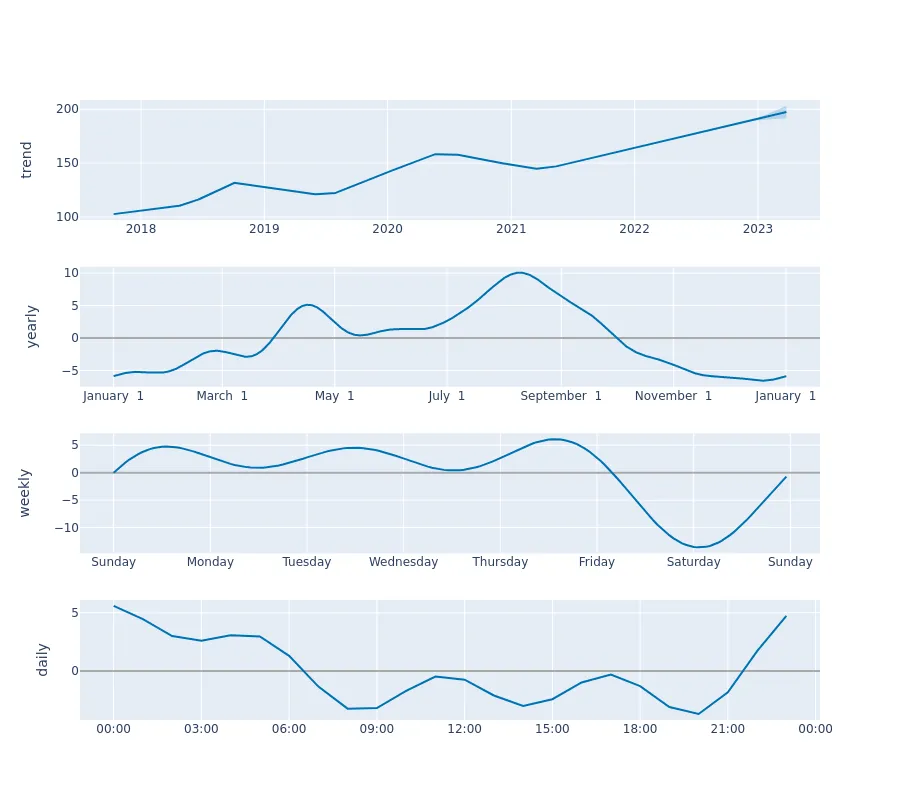 trend
200
150
100
2018 2019 2020 2021 2022 2023
yearly
10
5
0
−5
January 1 March 1 May 1 July 1 September 1 November 1 January 1
weekly
5
0
−5
−10
Sunday Monday Tuesday Wednesday Thursday Friday Saturday Sunday
daily
5
0
00:00 03:00 06:00 09:00 12:00 15:00 18:00 21:00 00:00